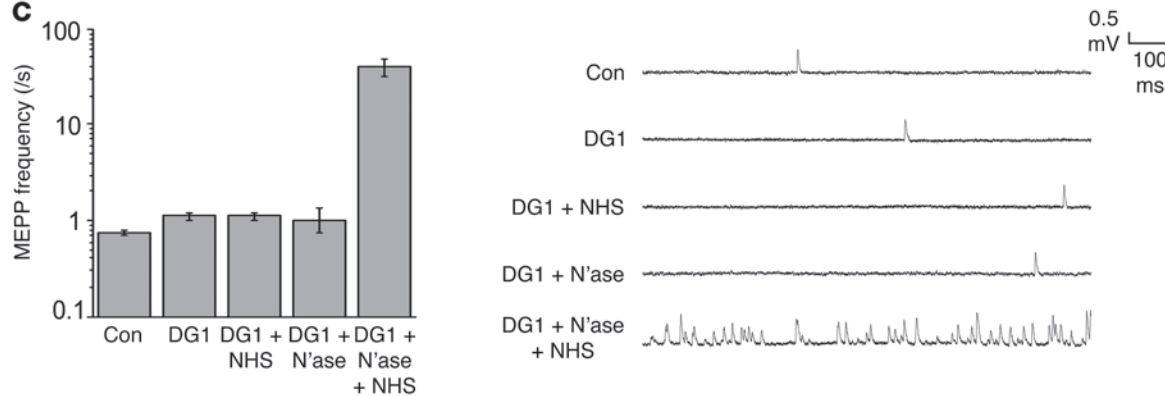 c
MEPP frequency (/s)
100
10
1
0.1
Con
DG1
DG1 +
NHS
DG1 +
N'ase
DG1 +
N'ase
+ NHS
0.5
mV
100
ms
Con
DG1
DG1 + NHS
DG1 + N'ase
DG1 + N'ase
+ NHS